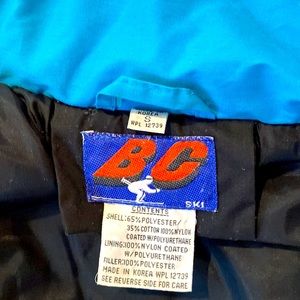 KOREA
S
WPL 12739
BC
SKI
CONTENTS
SHELL:65% POLYESTER/
35% COTTON 100% NYLON
COATED W/POLYURETHANE
LINING:100% NYLON COATED
W/POLYURETHANE
FILLER:100% POLYESTER
MADE IN KOREA WPL 12739
SEE REVERSE SIDE FOR CARE